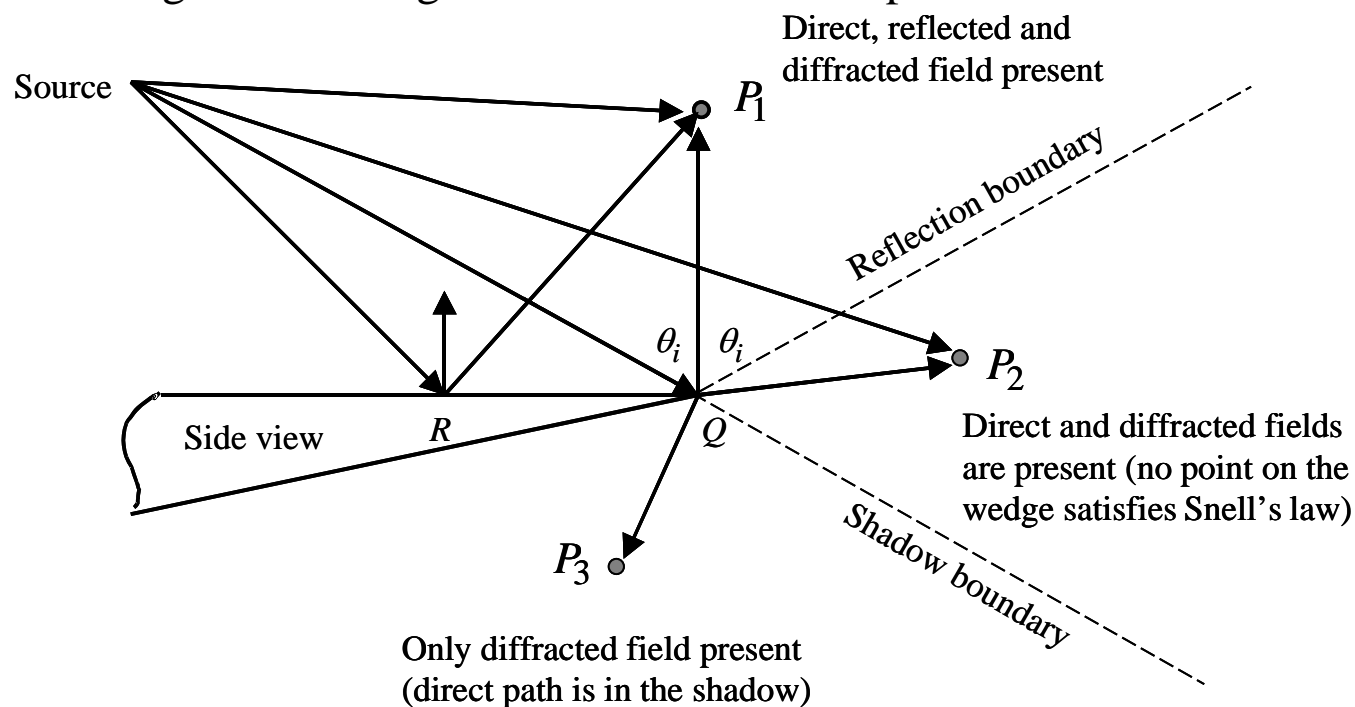 Direct, reflected and
diffracted field present
Source
P1
Reflection boundary
θi
θi
P2
Side view
R
Q
Direct and diffracted fields
are present (no point on the
wedge satisfies Snell's law)
Shadow boundary
P3
Only diffracted field present
(direct path is in the shadow)